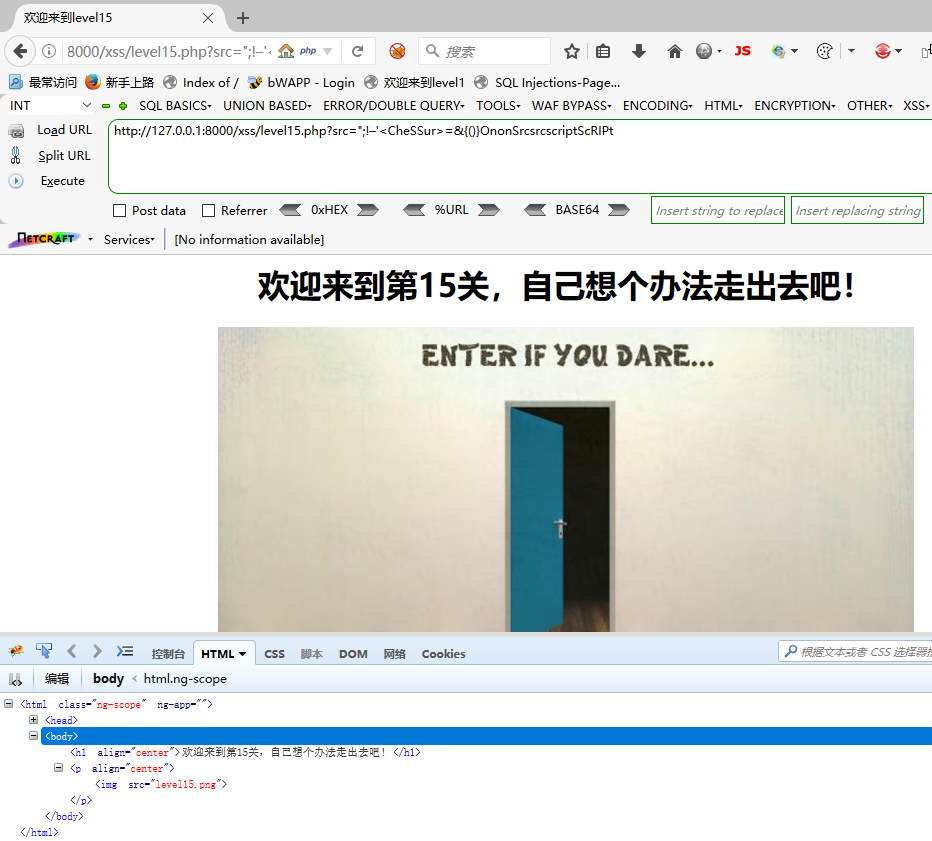 欢迎来到level15
8000/xss/level15.php?src=";!–'‹ php 搜索 JS
最常访问 新手上路 Index of / bWAPP - Login 欢迎来到level1 SQL Injections-Page...
INT SQL BASICS UNION BASED ERROR/DOUBLE QUERY TOOLS WAF BYPASS ENCODING HTML ENCRYPTION OTHER XSS
Load URL http://127.0.0.1:8000/xss/level15.php?src=";!–'<CheSSur>=&{()}OnonSrcsrcscriptScRIPt
Split URL
Execute
Post data Referrer 0xHEX %URL BASE64 Insert string to replace Insert replacing string
NETCRAFT Services [No information available]
欢迎来到第15关，自己想个办法走出去吧！
ENTER IF YOU DARE...
控制台 HTML CSS 脚本 DOM 网络 Cookies 根据文本或者 CSS 选择器
编辑 body < html.ng-scope
<html class="ng-scope" ng-app="">
<head>
<body>
<h1 align="center">欢迎来到第15关，自己想个办法走出去吧！</h1>
<p align="center">
<img src="level15.png">
</p>
</body>
</html>